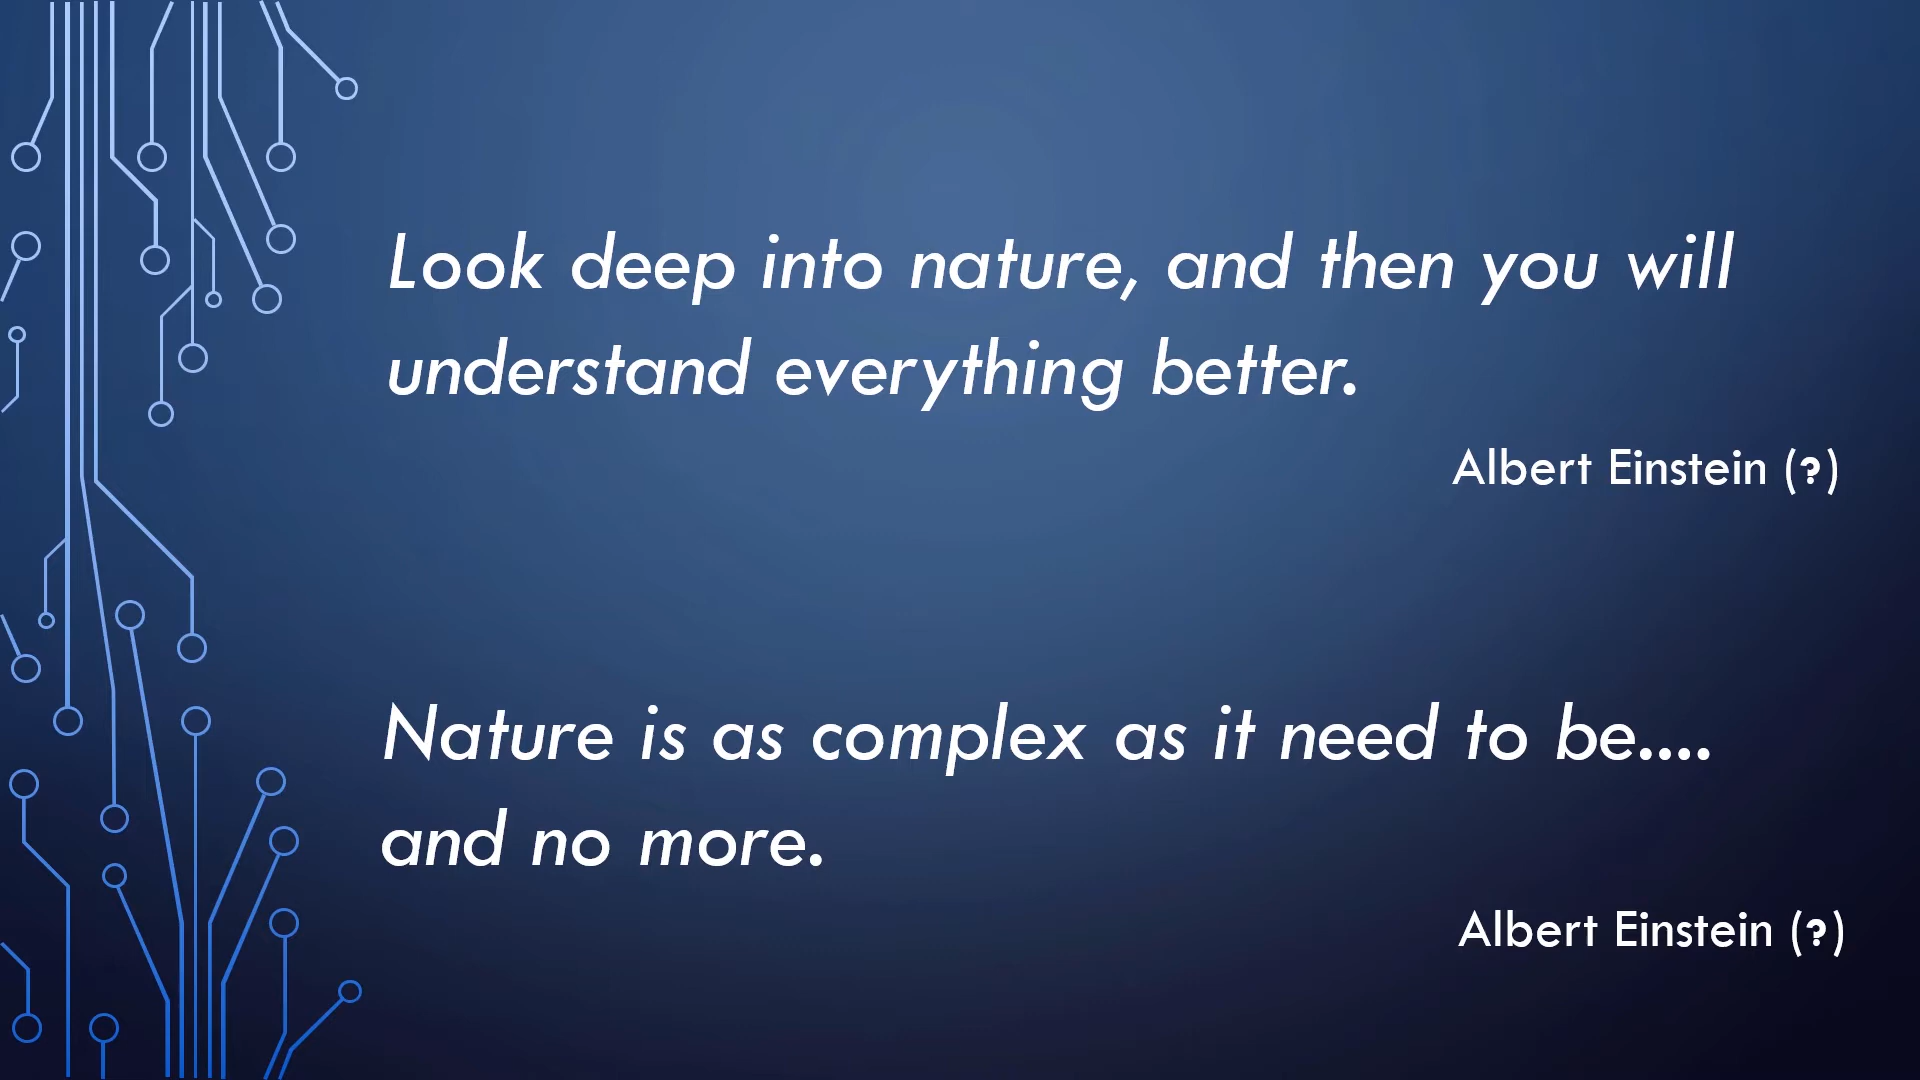 Look deep into nature, and then you will
understand everything better.
Albert Einstein (?)
Nature is as complex as it need to be....
and no more.
Albert Einstein (?)